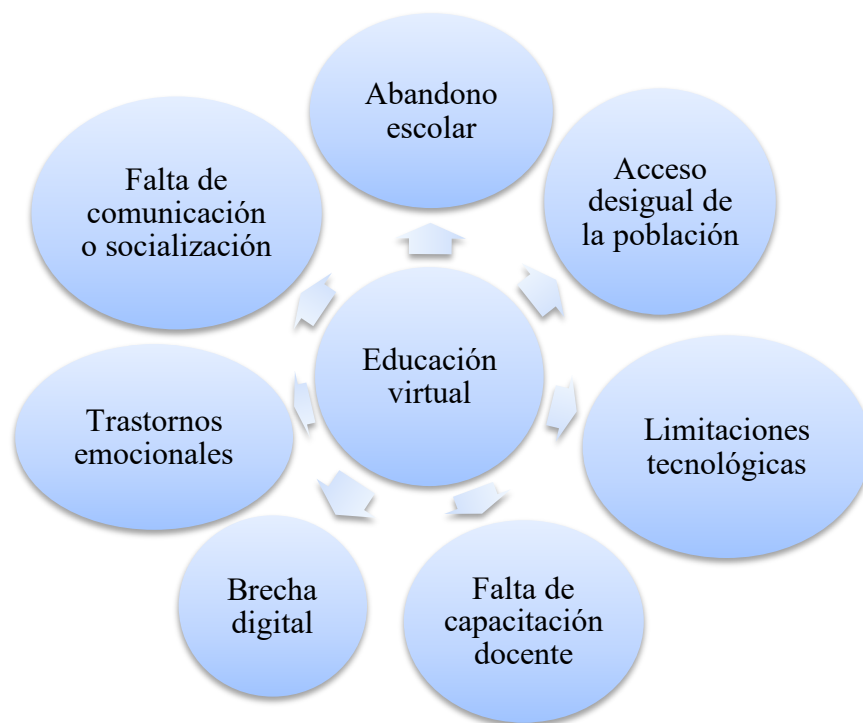 Abandono
escolar
Acceso
desigual de
la población
Limitaciones
tecnológicas
Falta de
capacitación
docente
Brecha
digital
Trastornos
emocionales
Falta de
comunicación
o socialización
Educación
virtual